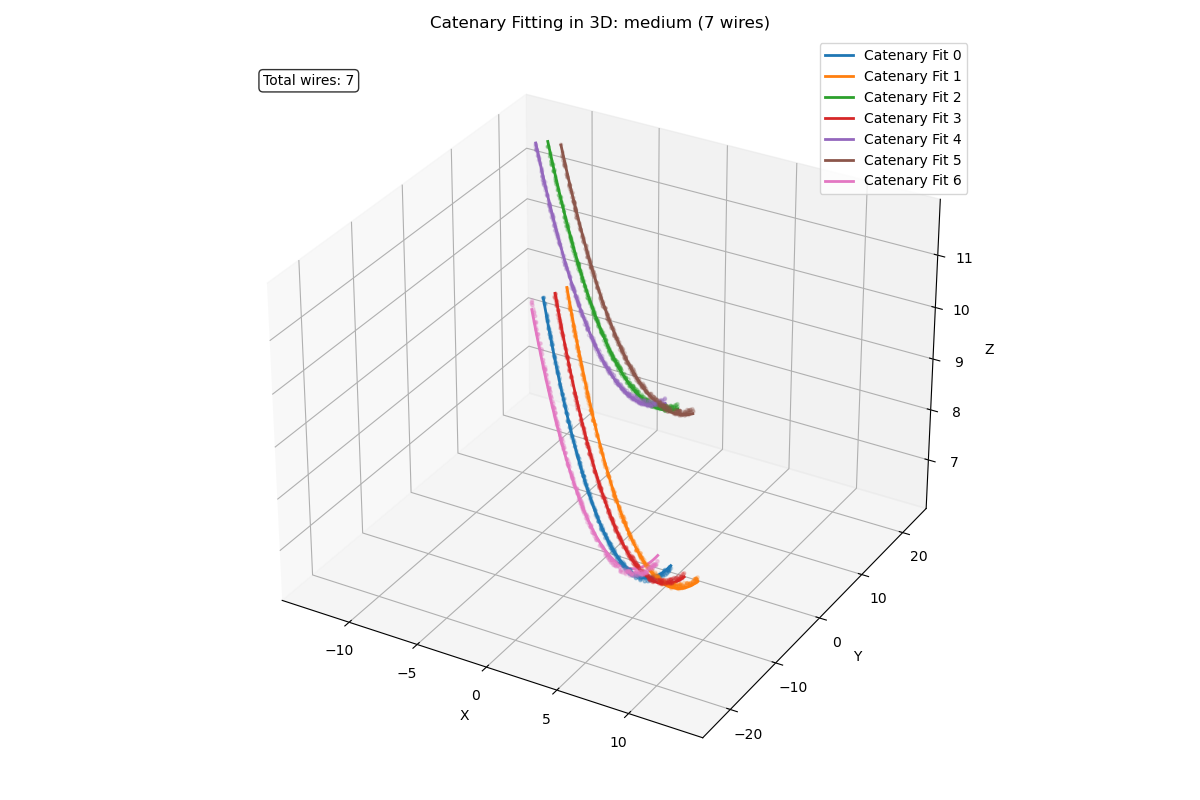 Catenary Fitting in 3D: medium (7 wires)
Total wires: 7
Catenary Fit 0
Catenary Fit 1
Catenary Fit 2
Catenary Fit 3
Catenary Fit 4
Catenary Fit 5
Catenary Fit 6
11
10
9
8
7
Z
20
10
0
−10
−20
Y
−10
−5
0
5
10
X